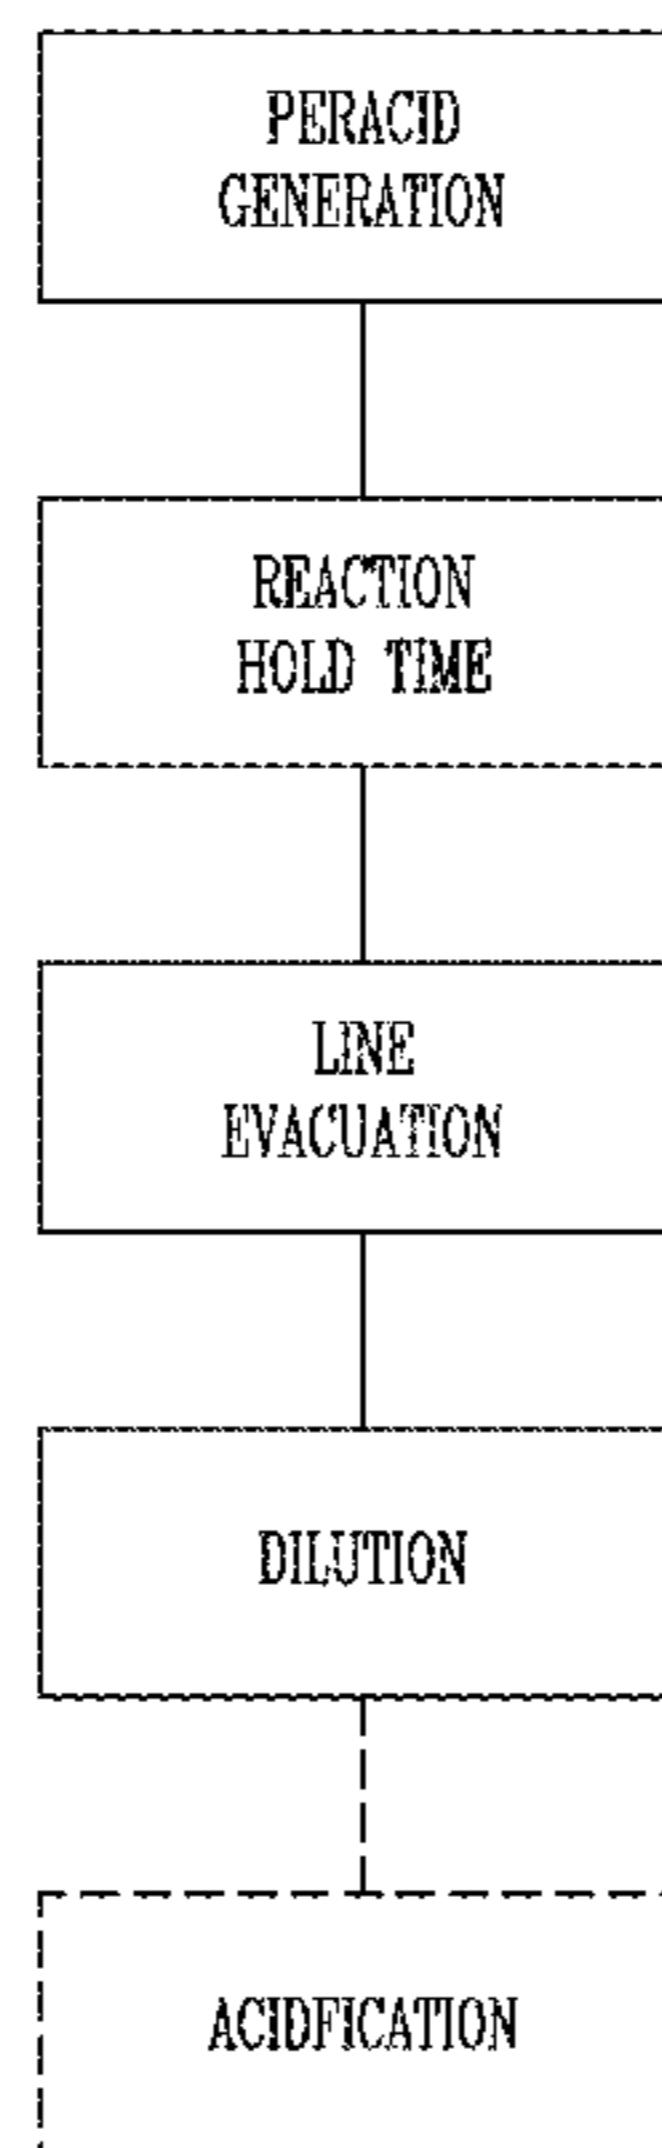 PERACID
GENERATION
REACTION
HOLD TIME
LINE
EVACUATION
DILUTION
ACIDFICATION